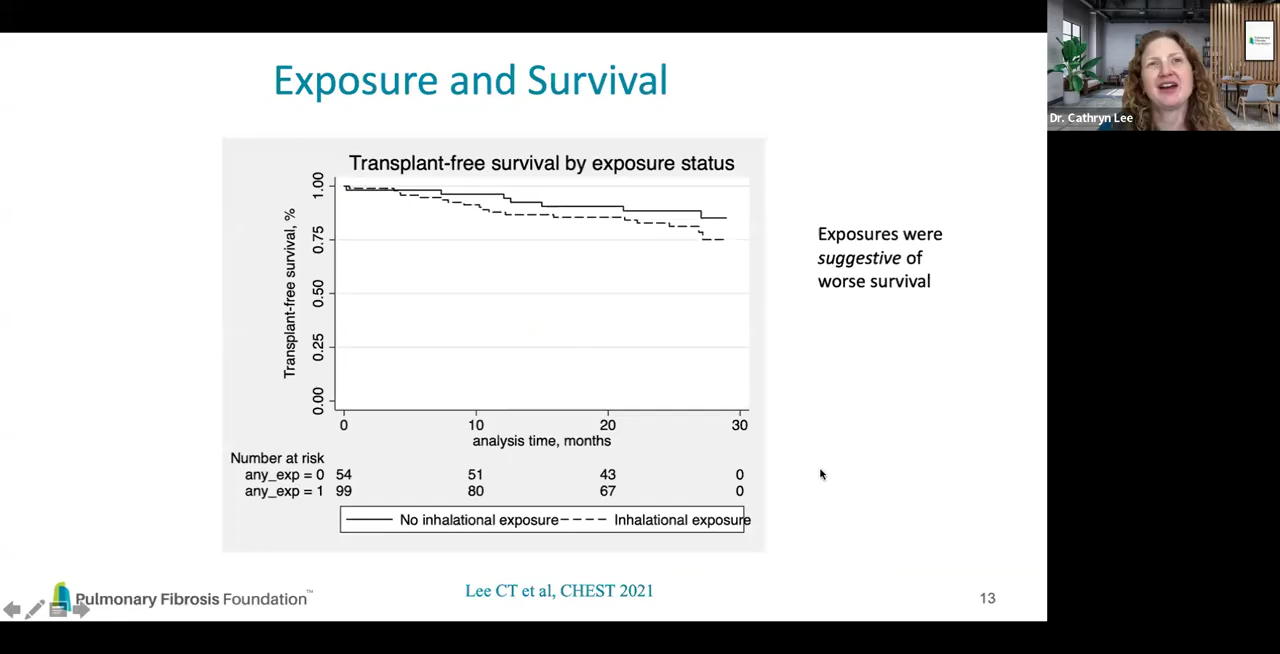 Exposure and Survival
Transplant-free survival by exposure status
Transplant-free survival, %
1.00
0.75
0.50
0.25
0.00
0 10 20 30
analysis time, months
Number at risk
any_exp = 0 54 51 43 0
any_exp = 1 99 80 67 0
No inhalational exposure Inhalational exposure
Exposures were
suggestive of
worse survival
Pulmonary Fibrosis Foundation™
Lee CT et al, CHEST 2021
13
Dr. Cathryn Lee
Pulmonary
Fibrosis
Foundation